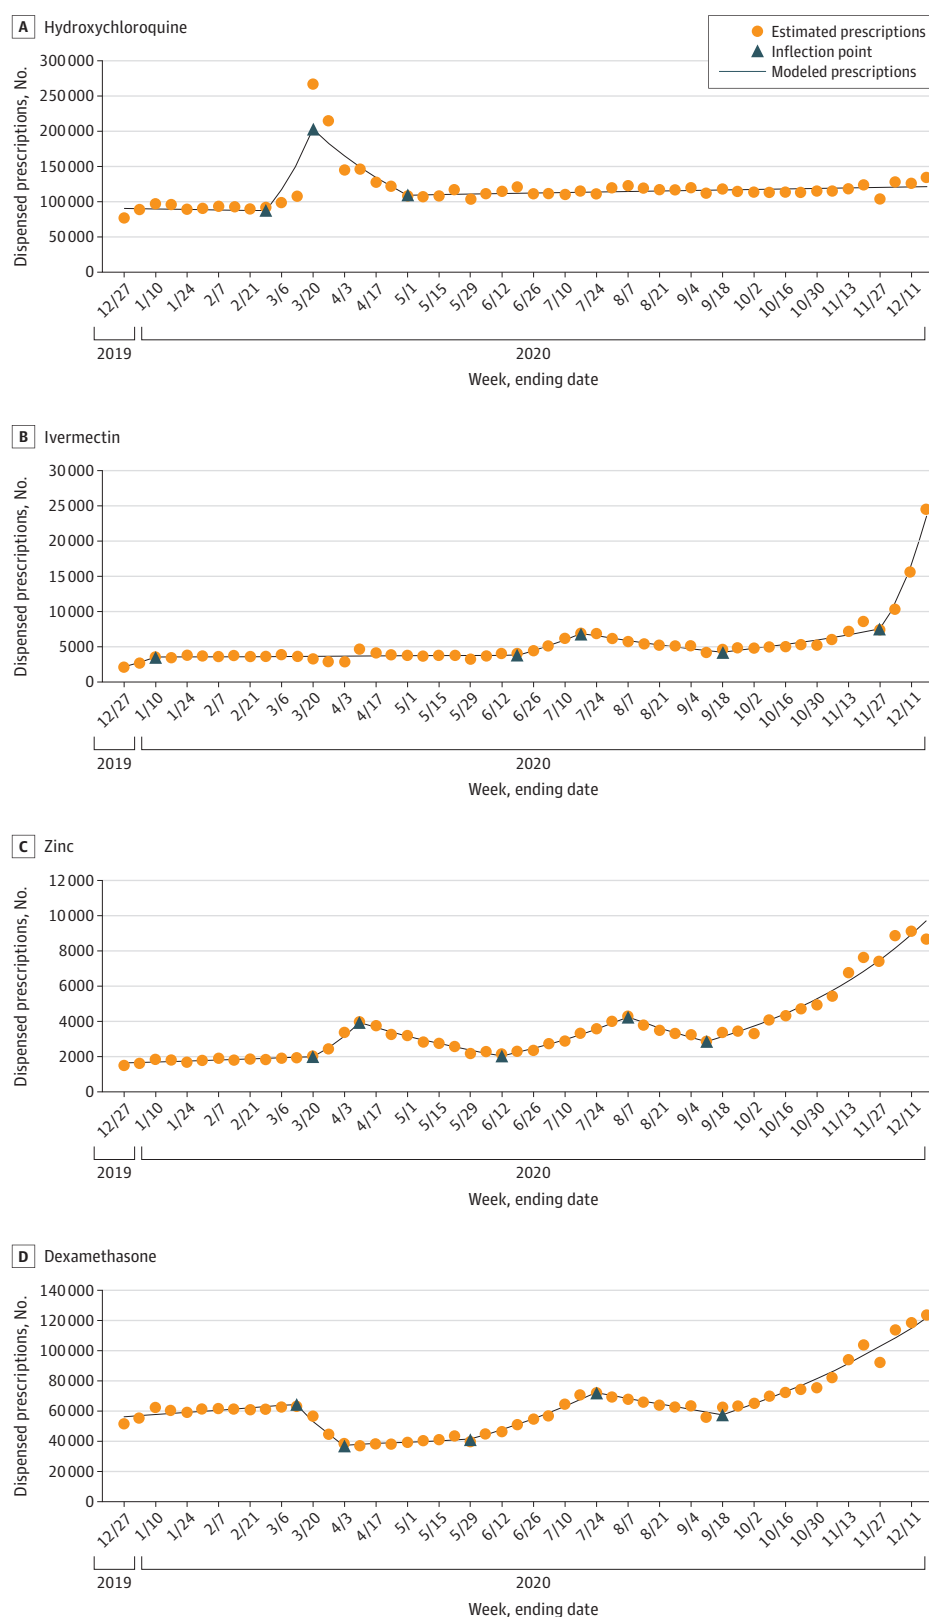 A Hydroxychloroquine
Estimated prescriptions
Inflection point
Modeled prescriptions
Dispensed prescriptions, No.
300000
250000
200000
150000
100000
50000
0
12/27 1/10 1/24 2/7 2/21 3/6 3/20 4/3 4/17 5/1 5/15 5/29 6/12 6/26 7/10 7/24 8/7 8/21 9/4 9/18 10/2 10/16 10/30 11/13 11/27 12/11
2019 2020
Week, ending date
B Ivermectin
Dispensed prescriptions, No.
30000
25000
20000
15000
10000
5000
0
12/27 1/10 1/24 2/7 2/21 3/6 3/20 4/3 4/17 5/1 5/15 5/29 6/12 6/26 7/10 7/24 8/7 8/21 9/4 9/18 10/2 10/16 10/30 11/13 11/27 12/11
2019 2020
Week, ending date
C Zinc
Dispensed prescriptions, No.
12000
10000
8000
6000
4000
2000
0
12/27 1/10 1/24 2/7 2/21 3/6 3/20 4/3 4/17 5/1 5/15 5/29 6/12 6/26 7/10 7/24 8/7 8/21 9/4 9/18 10/2 10/16 10/30 11/13 11/27 12/11
2019 2020
Week, ending date
D Dexamethasone
Dispensed prescriptions, No.
140000
120000
100000
80000
60000
40000
20000
0
12/27 1/10 1/24 2/7 2/21 3/6 3/20 4/3 4/17 5/1 5/15 5/29 6/12 6/26 7/10 7/24 8/7 8/21 9/4 9/18 10/2 10/16 10/30 11/13 11/27 12/11
2019 2020
Week, ending date